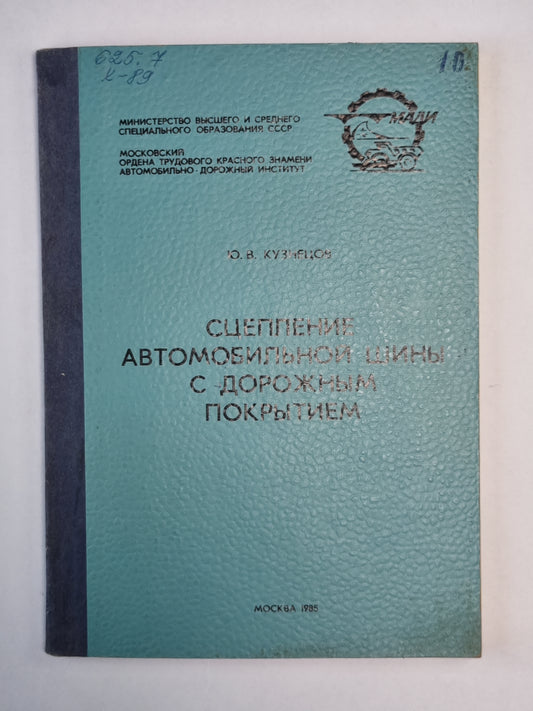 625.7
К-89
10
МИНИСТЕРСТВО ВЫСШЕГО И СРЕДНЕГО
СПЕЦИАЛЬНОГО ОБРАЗОВАНИЯ СССР
МАДИ
МОСКОВСКИЙ
ОРДЕНА ТРУДОВОГО КРАСНОГО ЗНАМЕНИ
АВТОМОБИЛЬНО-ДОРОЖНЫЙ ИНСТИТУТ
Ю. В. КУЗНЕЦОВ
СЦЕПЛЕНИЕ
АВТОМОБИЛЬНОЙ ШИНЫ
С ДОРОЖНЫМ
ПОКРЫТИЕМ
МОСКВА 1985